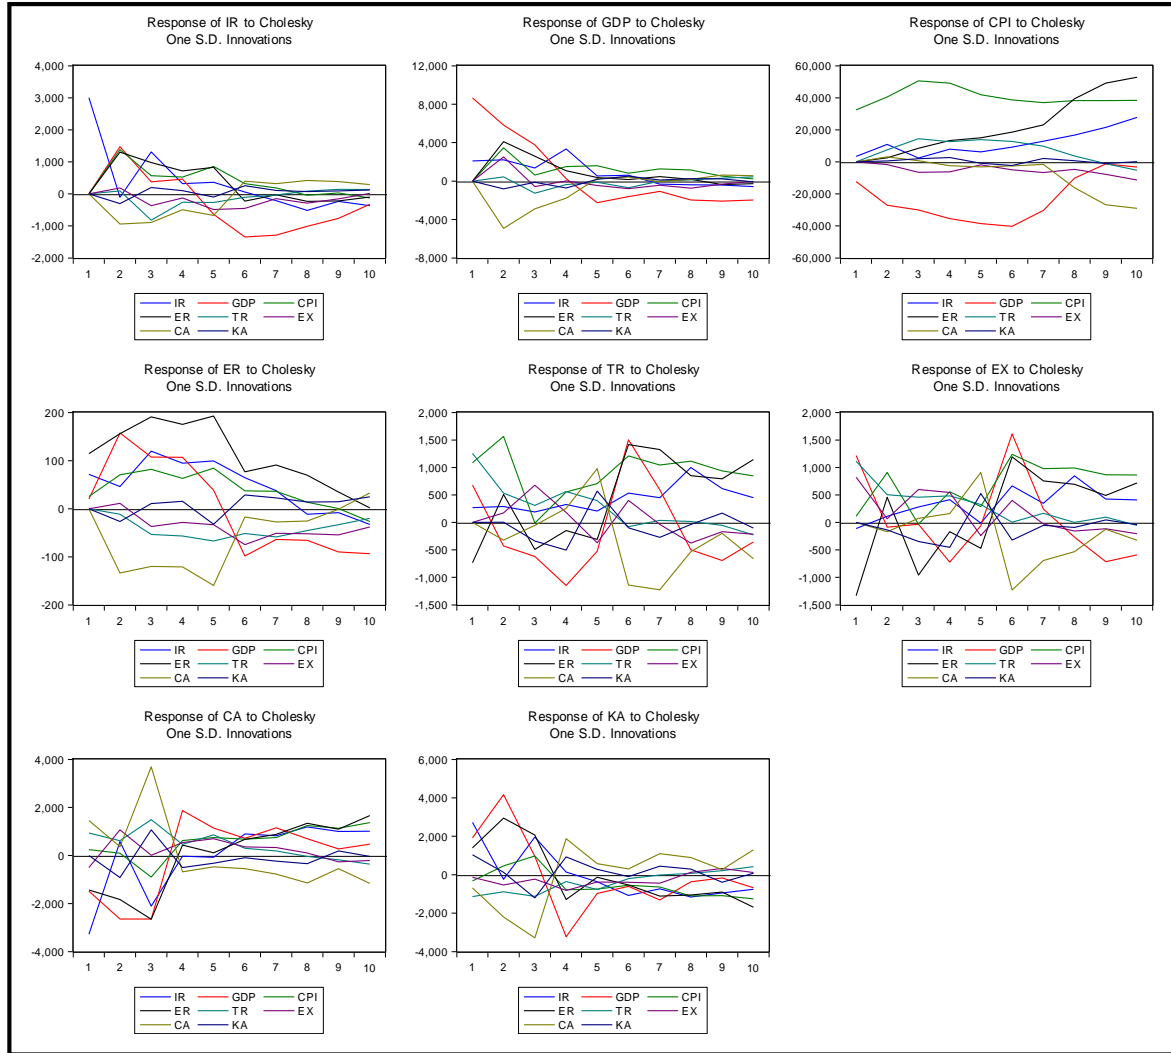 Response of IR to Cholesky
One S.D. Innovations
4,000
3,000
2,000
1,000
0
-1,000
-2,000
1 2 3 4 5 6 7 8 9 10
IR GDP CPI
ER TR EX
CA KA
Response of GDP to Cholesky
One S.D. Innovations
12,000
8,000
4,000
0
-4,000
-8,000
1 2 3 4 5 6 7 8 9 10
IR GDP CPI
ER TR EX
CA KA
Response of CPI to Cholesky
One S.D. Innovations
60,000
40,000
20,000
0
-20,000
-40,000
-60,000
1 2 3 4 5 6 7 8 9 10
IR GDP CPI
ER TR EX
CA KA
Response of ER to Cholesky
One S.D. Innovations
200
100
0
-100
-200
1 2 3 4 5 6 7 8 9 10
IR GDP CPI
ER TR EX
CA KA
Response of TR to Cholesky
One S.D. Innovations
2,000
1,500
1,000
500
0
-500
-1,000
-1,500
1 2 3 4 5 6 7 8 9 10
IR GDP CPI
ER TR EX
CA KA
Response of EX to Cholesky
One S.D. Innovations
2,000
1,500
1,000
500
0
-500
-1,000
-1,500
1 2 3 4 5 6 7 8 9 10
IR GDP CPI
ER TR EX
CA KA
Response of CA to Cholesky
One S.D. Innovations
4,000
2,000
0
-2,000
-4,000
1 2 3 4 5 6 7 8 9 10
IR GDP CPI
ER TR EX
CA KA
Response of KA to Cholesky
One S.D. Innovations
6,000
4,000
2,000
0
-2,000
-4,000
1 2 3 4 5 6 7 8 9 10
IR GDP CPI
ER TR EX
CA KA